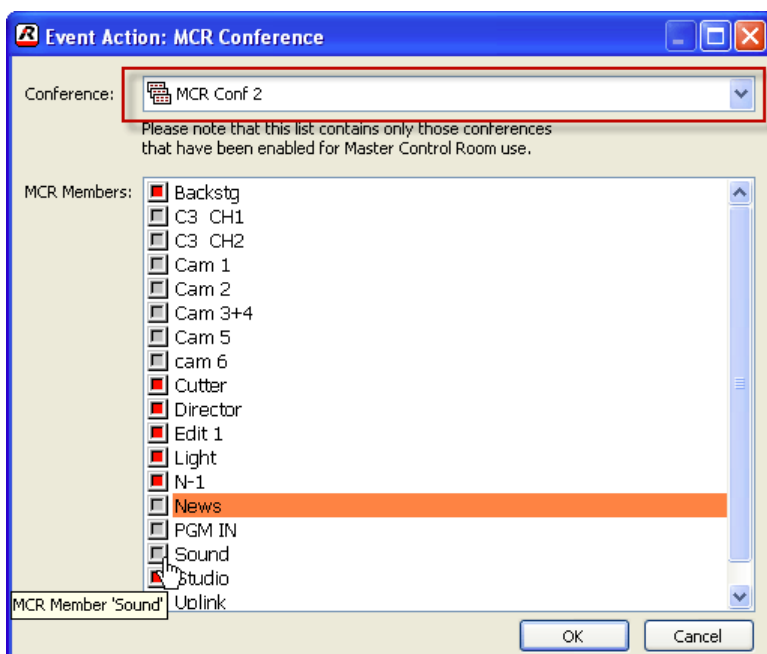 R Event Action: MCR Conference
Conference: MCR Conf 2
Please note that this list contains only those conferences
that have been enabled for Master Control Room use.
MCR Members: Backstg
C3 CH1
C3 CH2
Cam 1
Cam 2
Cam 3+4
Cam 5
cam 6
Cutter
Director
Edit 1
Light
N-1
News
PGM IN
Sound
Studio
MCR Member 'Sound' Uplink
OK Cancel